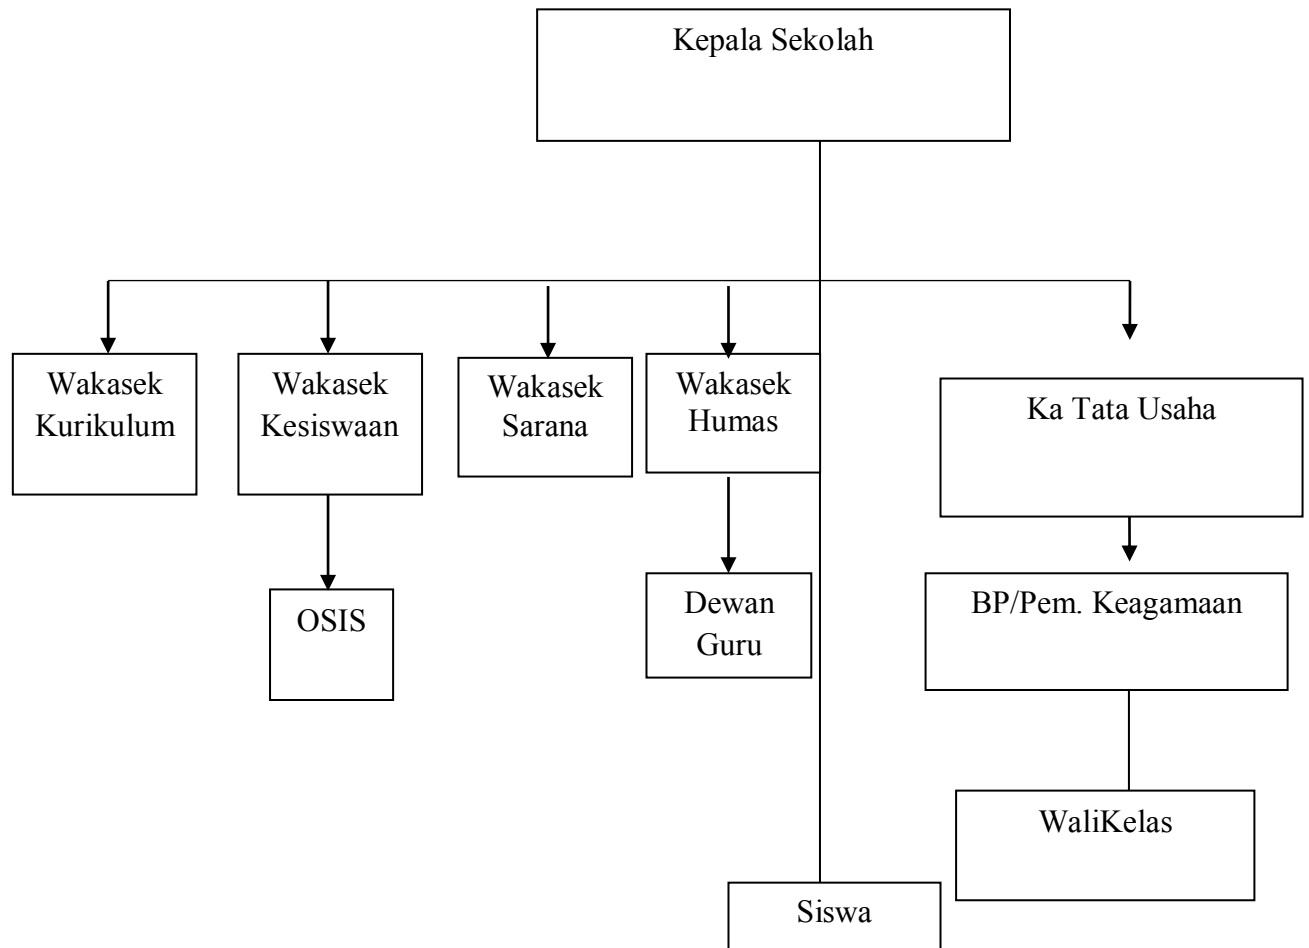 Kepala Sekolah
Wakasek
Kurikulum
Wakasek
Kesiswaan
Wakasek
Sarana
Wakasek
Humas
Ka Tata Usaha
OSIS
Dewan
Guru
BP/Pem. Keagamaan
WaliKelas
Siswa